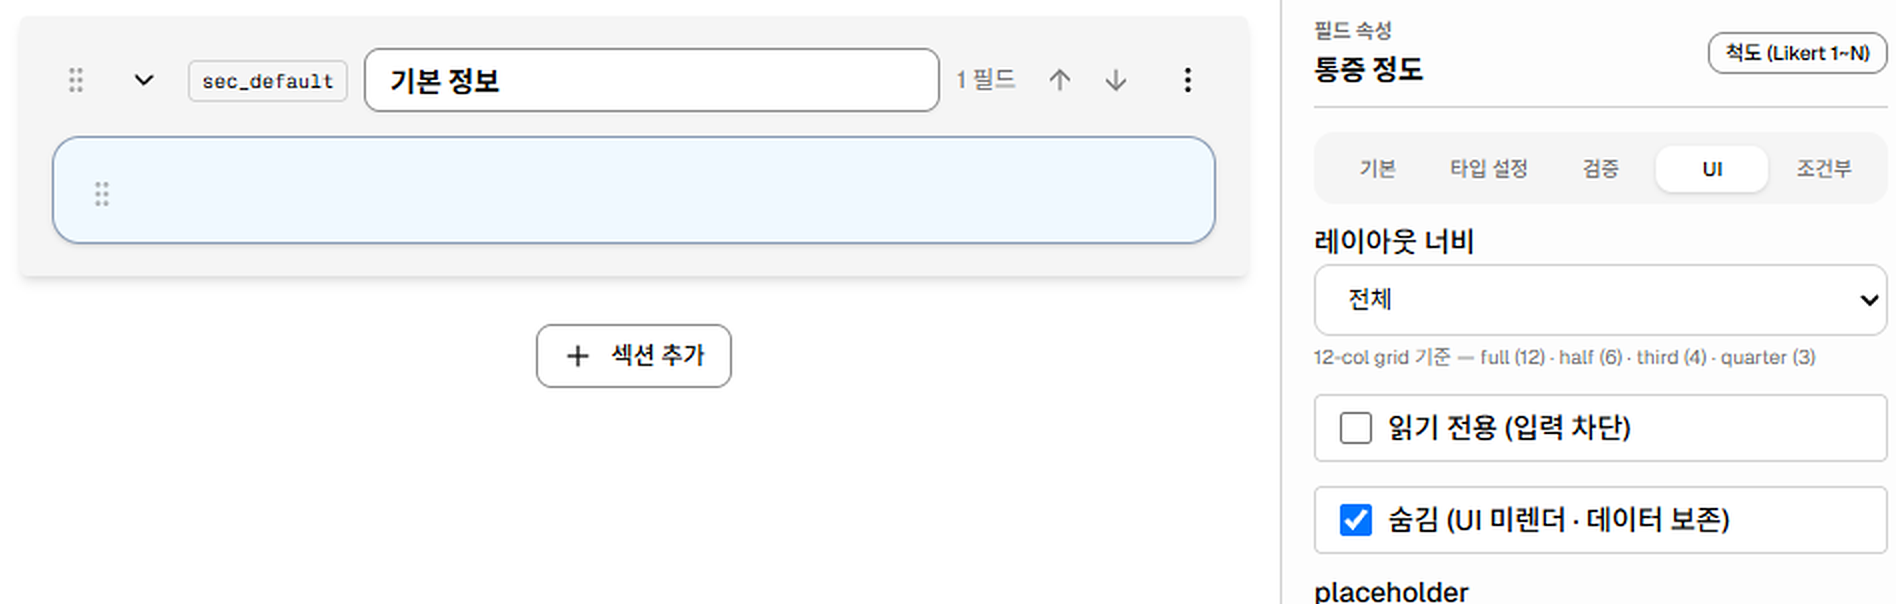 sec_default
기본 정보
1 필드
섹션 추가
필드 속성
통증 정도
척도 (Likert 1~N)
기본
타입 설정
검증
UI
조건부
레이아웃 너비
전체
12-col grid 기준 — full (12) · half (6) · third (4) · quarter (3)
읽기 전용 (입력 차단)
숨김 (UI 미렌더 · 데이터 보존)
placeholder